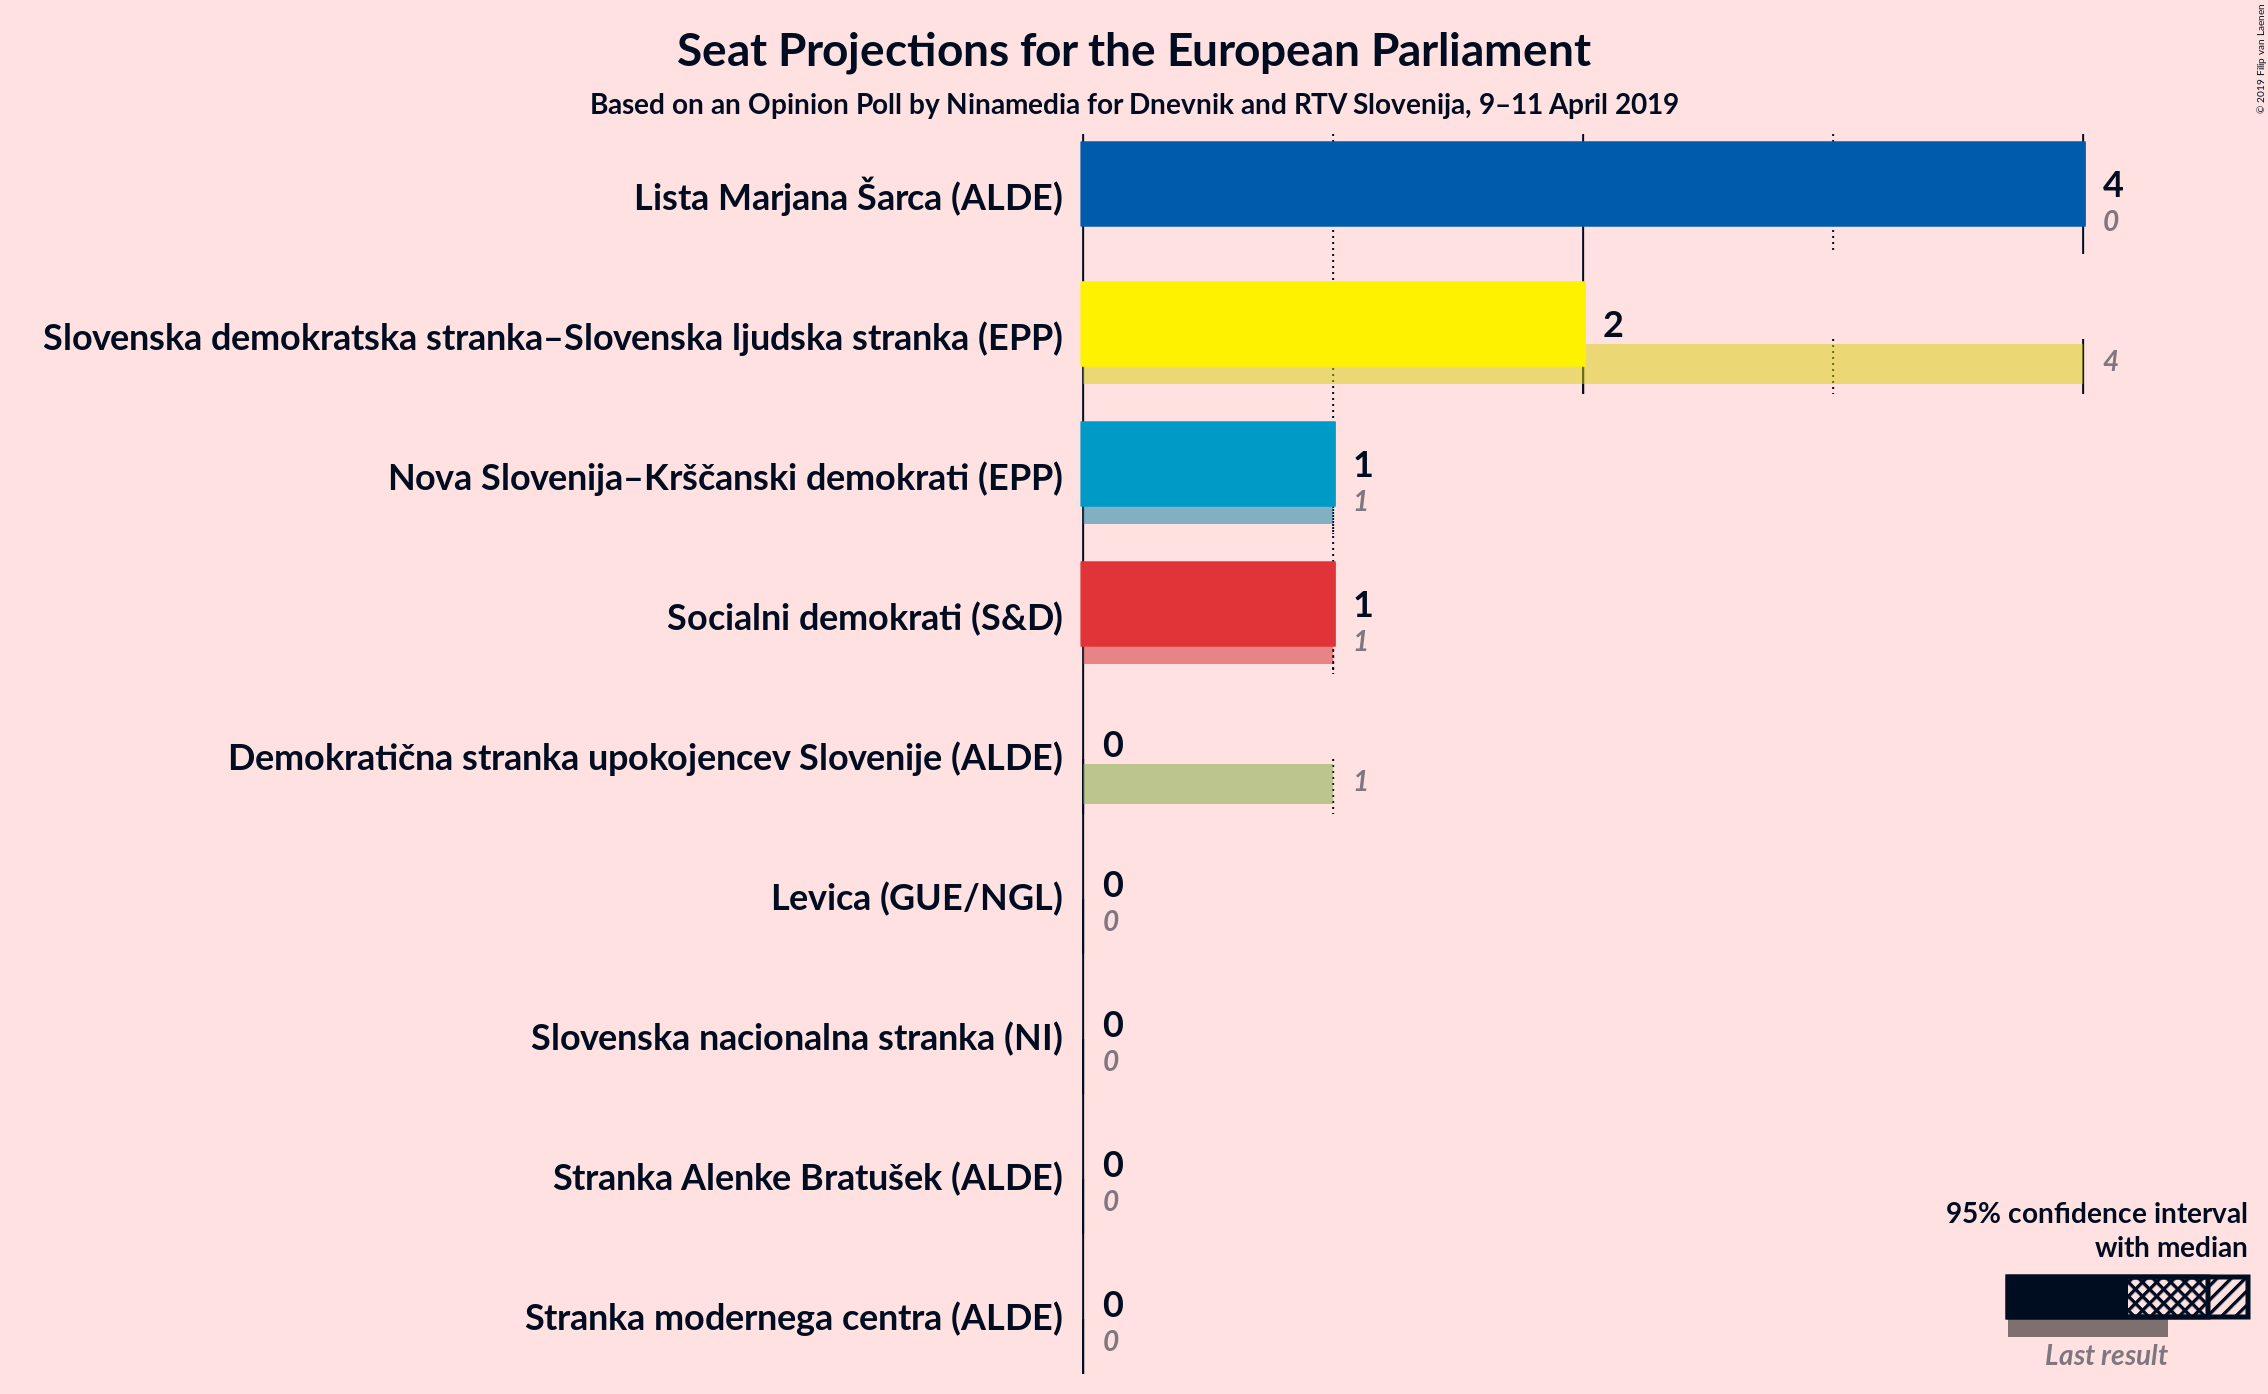 Seat Projections for the European Parliament
Based on an Opinion Poll by Ninamedia for Dnevnik and RTV Slovenija, 9–11 April 2019
© 2019 Filip van Laenen
Lista Marjana Šarca (ALDE)
4
0
Slovenska demokratska stranka–Slovenska ljudska stranka (EPP)
2
4
Nova Slovenija–Krščanski demokrati (EPP)
1
1
Socialni demokrati (S&D)
1
1
Demokratična stranka upokojencev Slovenije (ALDE)
0
1
Levica (GUE/NGL)
0
0
Slovenska nacionalna stranka (NI)
0
0
Stranka Alenke Bratušek (ALDE)
0
0
Stranka modernega centra (ALDE)
0
0
95% confidence interval
with median
Last result